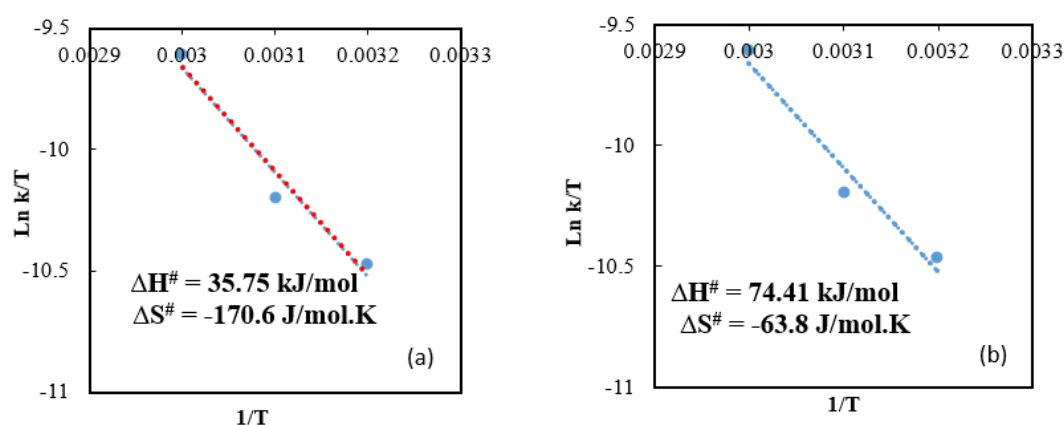 -9.5
0.0029 0.003 0.0031 0.0032 0.0033
-10
-10.5
-11
Ln k/T
1/T
ΔH# = 35.75 kJ/mol
ΔS# = -170.6 J/mol.K
(a)
-9.5
0.0029 0.003 0.0031 0.0032 0.0033
-10
-10.5
-11
Ln k/T
1/T
ΔH# = 74.41 kJ/mol
ΔS# = -63.8 J/mol.K
(b)